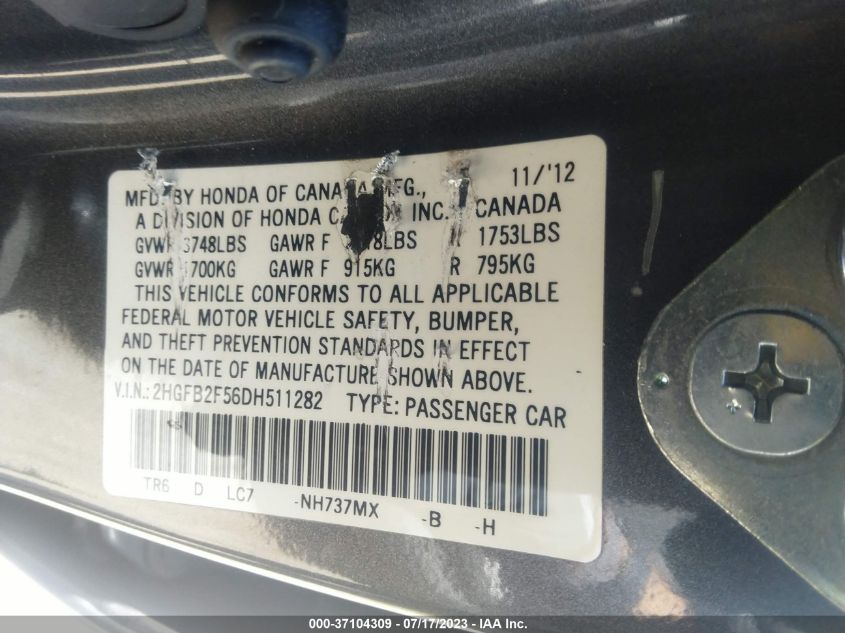 MFD. BY HONDA OF CANADA MFG., 11/'12
A DIVISION OF HONDA CANADA INC., CANADA
GVWR 3748LBS GAWR F LBS R 1753LBS
GVWR 1700KG GAWR F 915KG R 795KG
THIS VEHICLE CONFORMS TO ALL APPLICABLE
FEDERAL MOTOR VEHICLE SAFETY, BUMPER,
AND THEFT PREVENTION STANDARDS IN EFFECT
ON THE DATE OF MANUFACTURE SHOWN ABOVE.
V.I.N.: 2HGFB2F56DH511282 TYPE: PASSENGER CAR
TR6 D LC7 -NH737MX -B -H
000-37104309 - 07/17/2023 - IAA Inc.